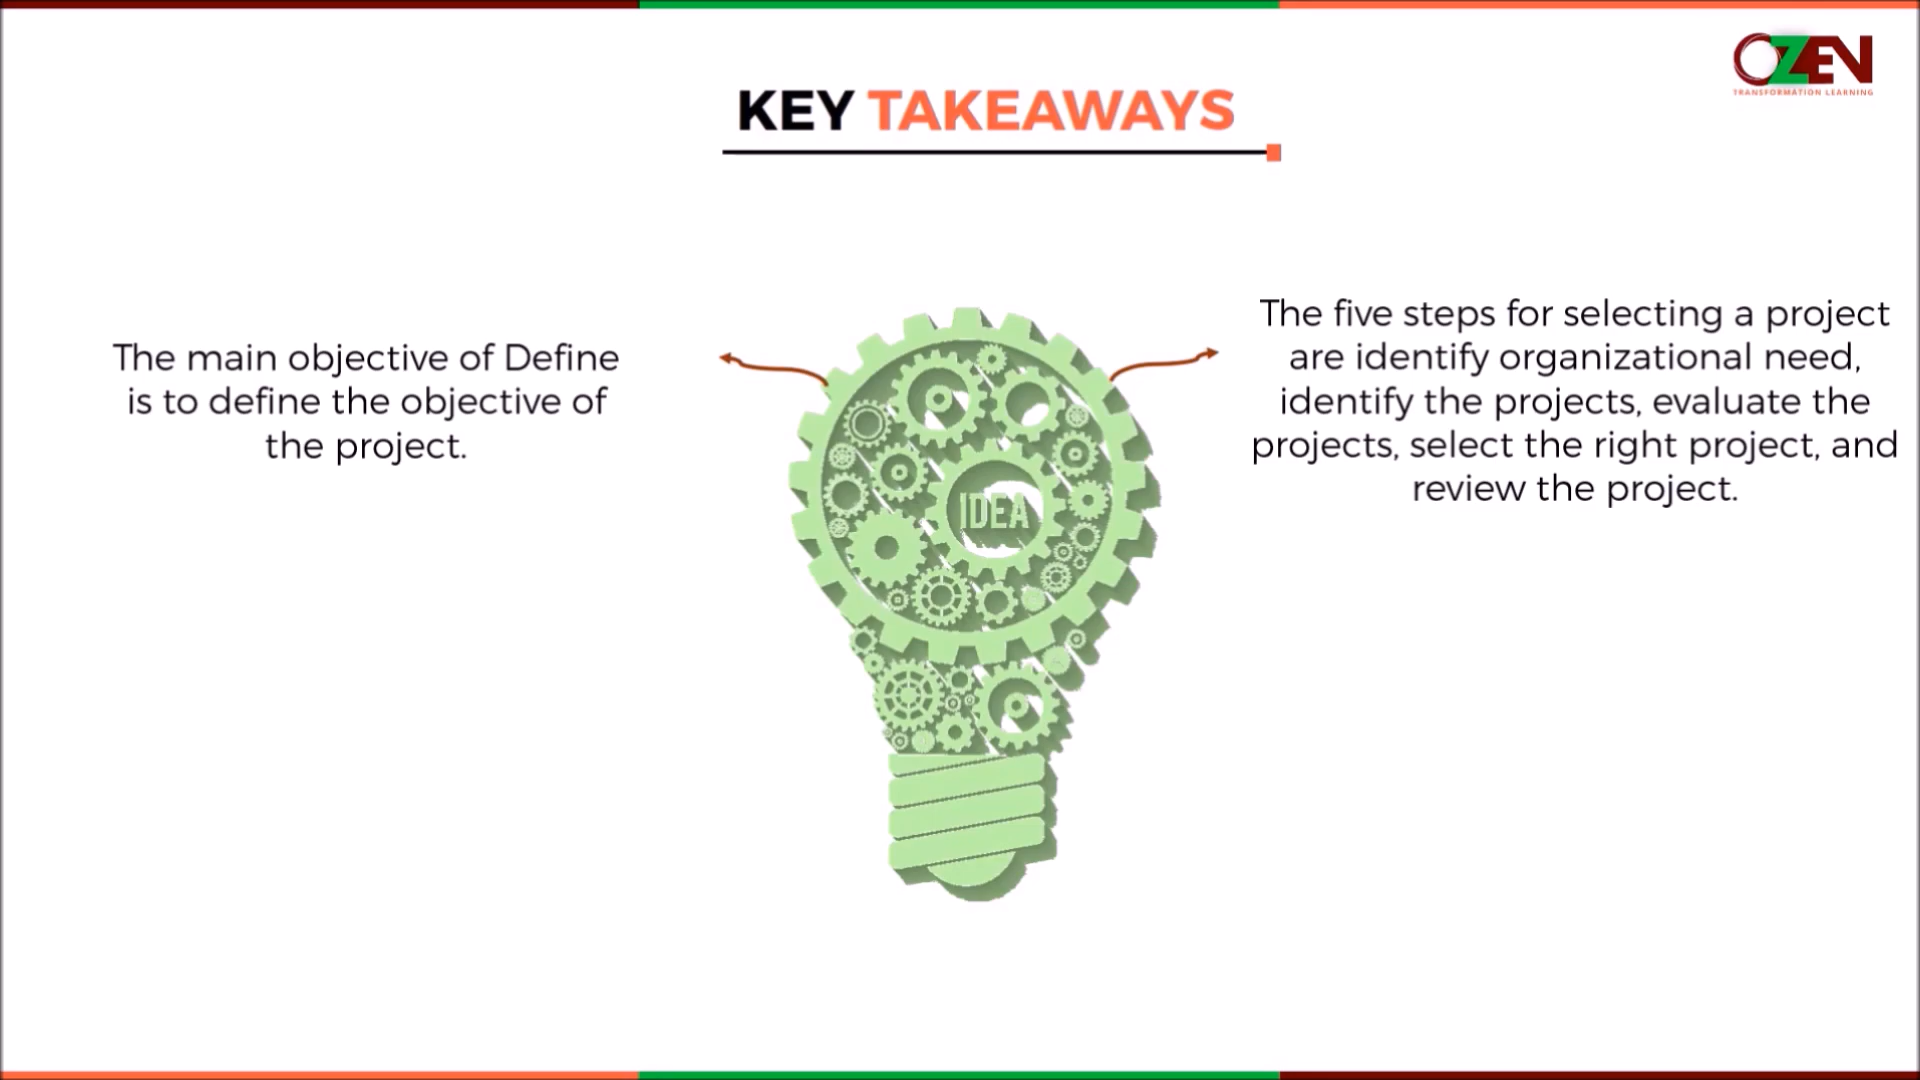 OZEN
TRANSFORMATION LEARNING
KEY TAKEAWAYS
The main objective of Define
is to define the objective of
the project.
The five steps for selecting a project
are identify organizational need,
identify the projects, evaluate the
projects, select the right project, and
review the project.
IDEA